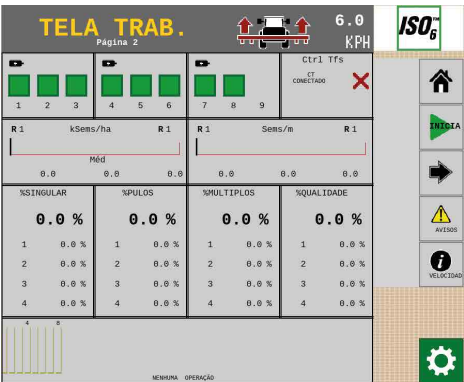 TELA TRAB.
Página 2
6.0
KPH
ISO6™
Ctrl Tfs
CT
CONECTADO
1 2 3 4 5 6 7 8 9
INICIA
R1 kSems/ha R1 R1 Sems/m R1
Méd
0.0 0.0 0.0 0.0 0.0 0.0
%SINGULAR %PULOS %MULTIPLOS %QUALIDADE
0.0 % 0.0 % 0.0 % 0.0 %
AVISOS
1 0.0 % 1 0.0 % 1 0.0 % 1 0.0 %
2 0.0 % 2 0.0 % 2 0.0 % 2 0.0 %
VELOCIDAD
3 0.0 % 3 0.0 % 3 0.0 % 3 0.0 %
4 0.0 % 4 0.0 % 4 0.0 % 4 0.0 %
4 8
NENHUMA OPERAÇÃO